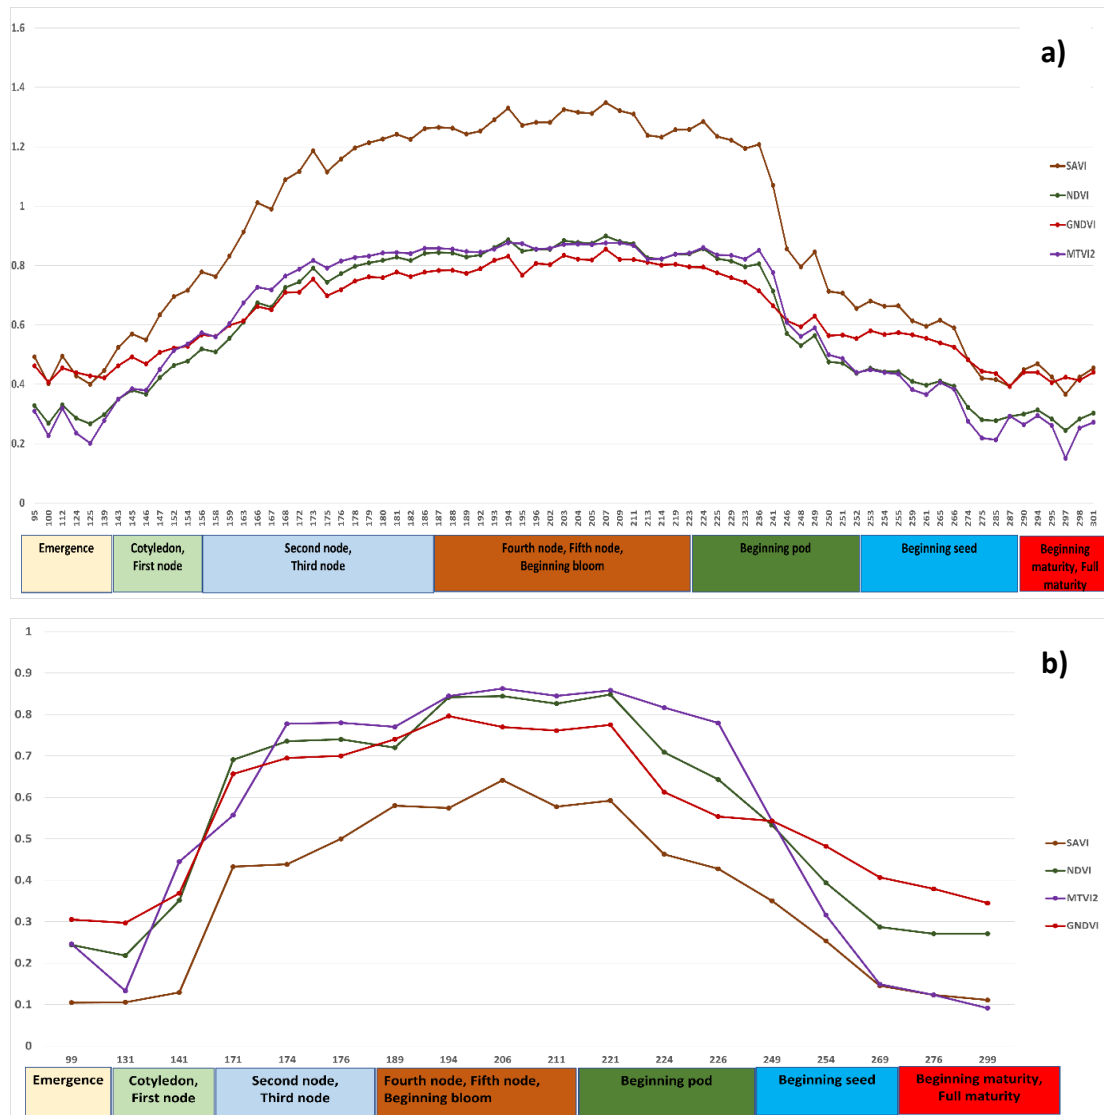 1.6
a)
1.4
1.2
1
0.8
0.6
0.4
0.2
0
SAVI
NDVI
GNDVI
MTVI2
95 100 112 124 125 139 143 145 146 147 152 154 156 158 159 163 166 167 168 172 173 175 176 178 179 180 181 182 186 187 188 189 192 193 194 195 196 202 203 204 205 207 209 211 213 214 219 223 224 225 229 233 236 241 246 248 249 250 251 252 253 254 255 259 261 265 266 274 275 285 287 290 294 295 297 298 301
Emergence
Cotyledon,
First node
Second node,
Third node
Fourth node, Fifth node,
Beginning bloom
Beginning pod
Beginning seed
Beginning
maturity, Full
maturity
1
b)
0.9
0.8
0.7
0.6
0.5
0.4
0.3
0.2
0.1
0
SAVI
NDVI
MTVI2
GNDVI
99 131 141 171 174 176 189 194 206 211 221 224 226 249 254 269 276 299
Emergence
Cotyledon,
First node
Second node,
Third node
Fourth node, Fifth node,
Beginning bloom
Beginning pod
Beginning seed
Beginning maturity,
Full maturity